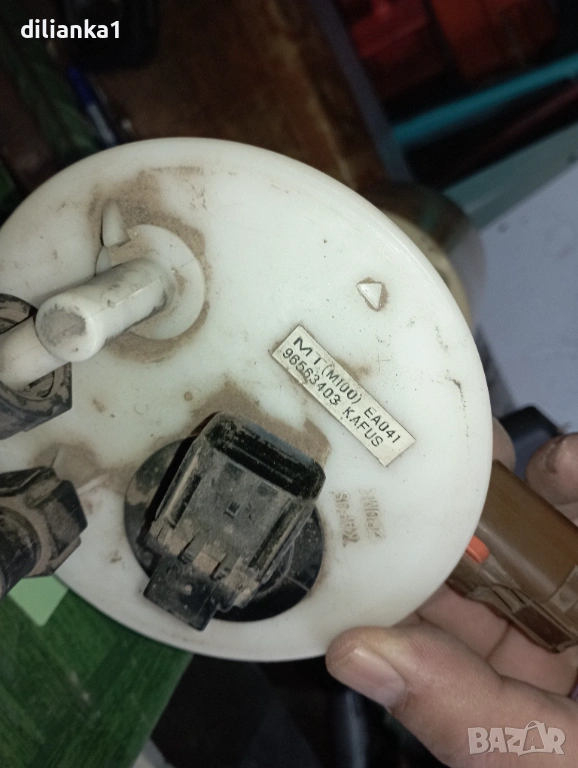 dilianka1
MT (M100) EA041
96563403 KAFUS
BAZAR